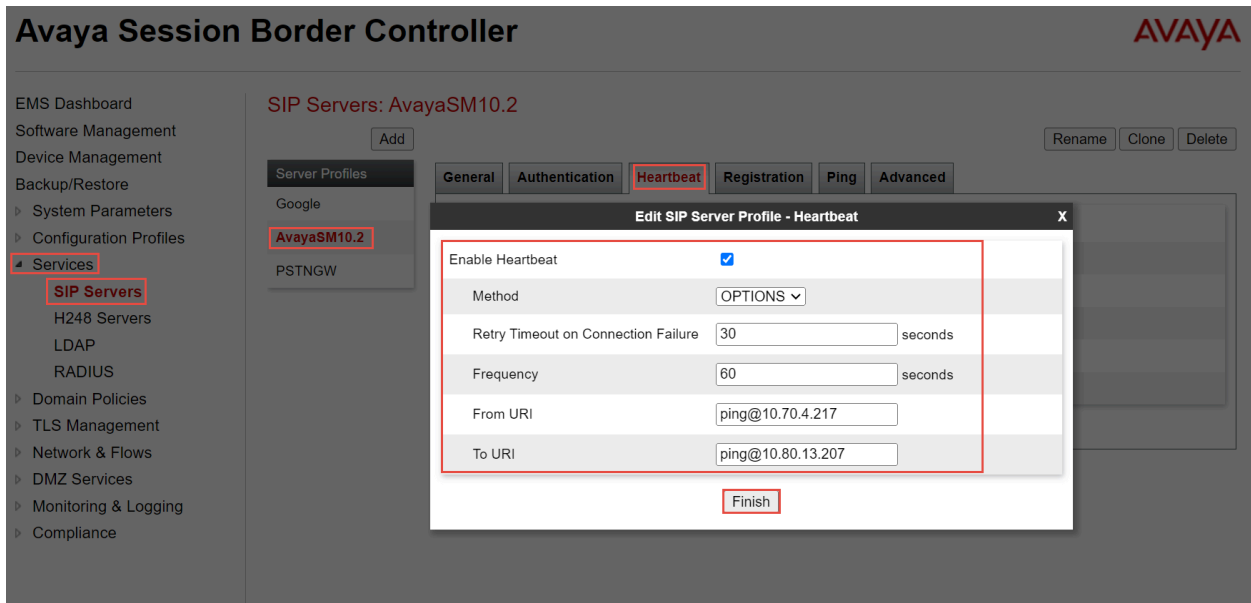 Avaya Session Border Controller
AVAYA
EMS Dashboard
Software Management
Device Management
Backup/Restore
System Parameters
Configuration Profiles
Services
SIP Servers
H248 Servers
LDAP
RADIUS
Domain Policies
TLS Management
Network & Flows
DMZ Services
Monitoring & Logging
Compliance
SIP Servers: AvayaSM10.2
Add
Rename Clone Delete
Server Profiles
Google
AvayaSM10.2
PSTNGW
General Authentication Heartbeat Registration Ping Advanced
Edit SIP Server Profile - Heartbeat X
Enable Heartbeat
Method OPTIONS
Retry Timeout on Connection Failure 30 seconds
Frequency 60 seconds
From URI ping@10.70.4.217
To URI ping@10.80.13.207
Finish